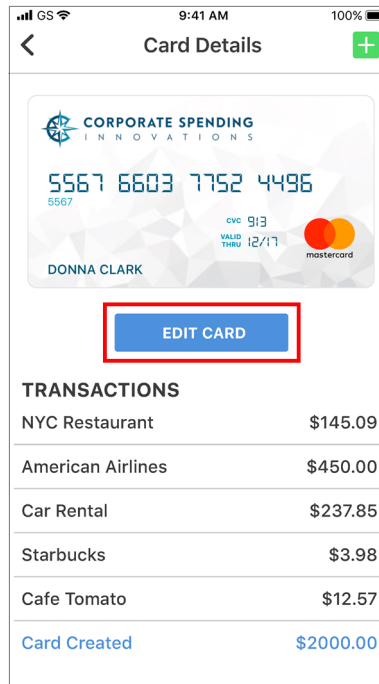 GS 9:41 AM 100%
Card Details
CORPORATE SPENDING
INNOVATIONS
5567 6603 7752 4496
5567
CVC 913
VALID THRU 12/17
mastercard
DONNA CLARK
EDIT CARD
TRANSACTIONS
NYC Restaurant $145.09
American Airlines $450.00
Car Rental $237.85
Starbucks $3.98
Cafe Tomato $12.57
Card Created $2000.00